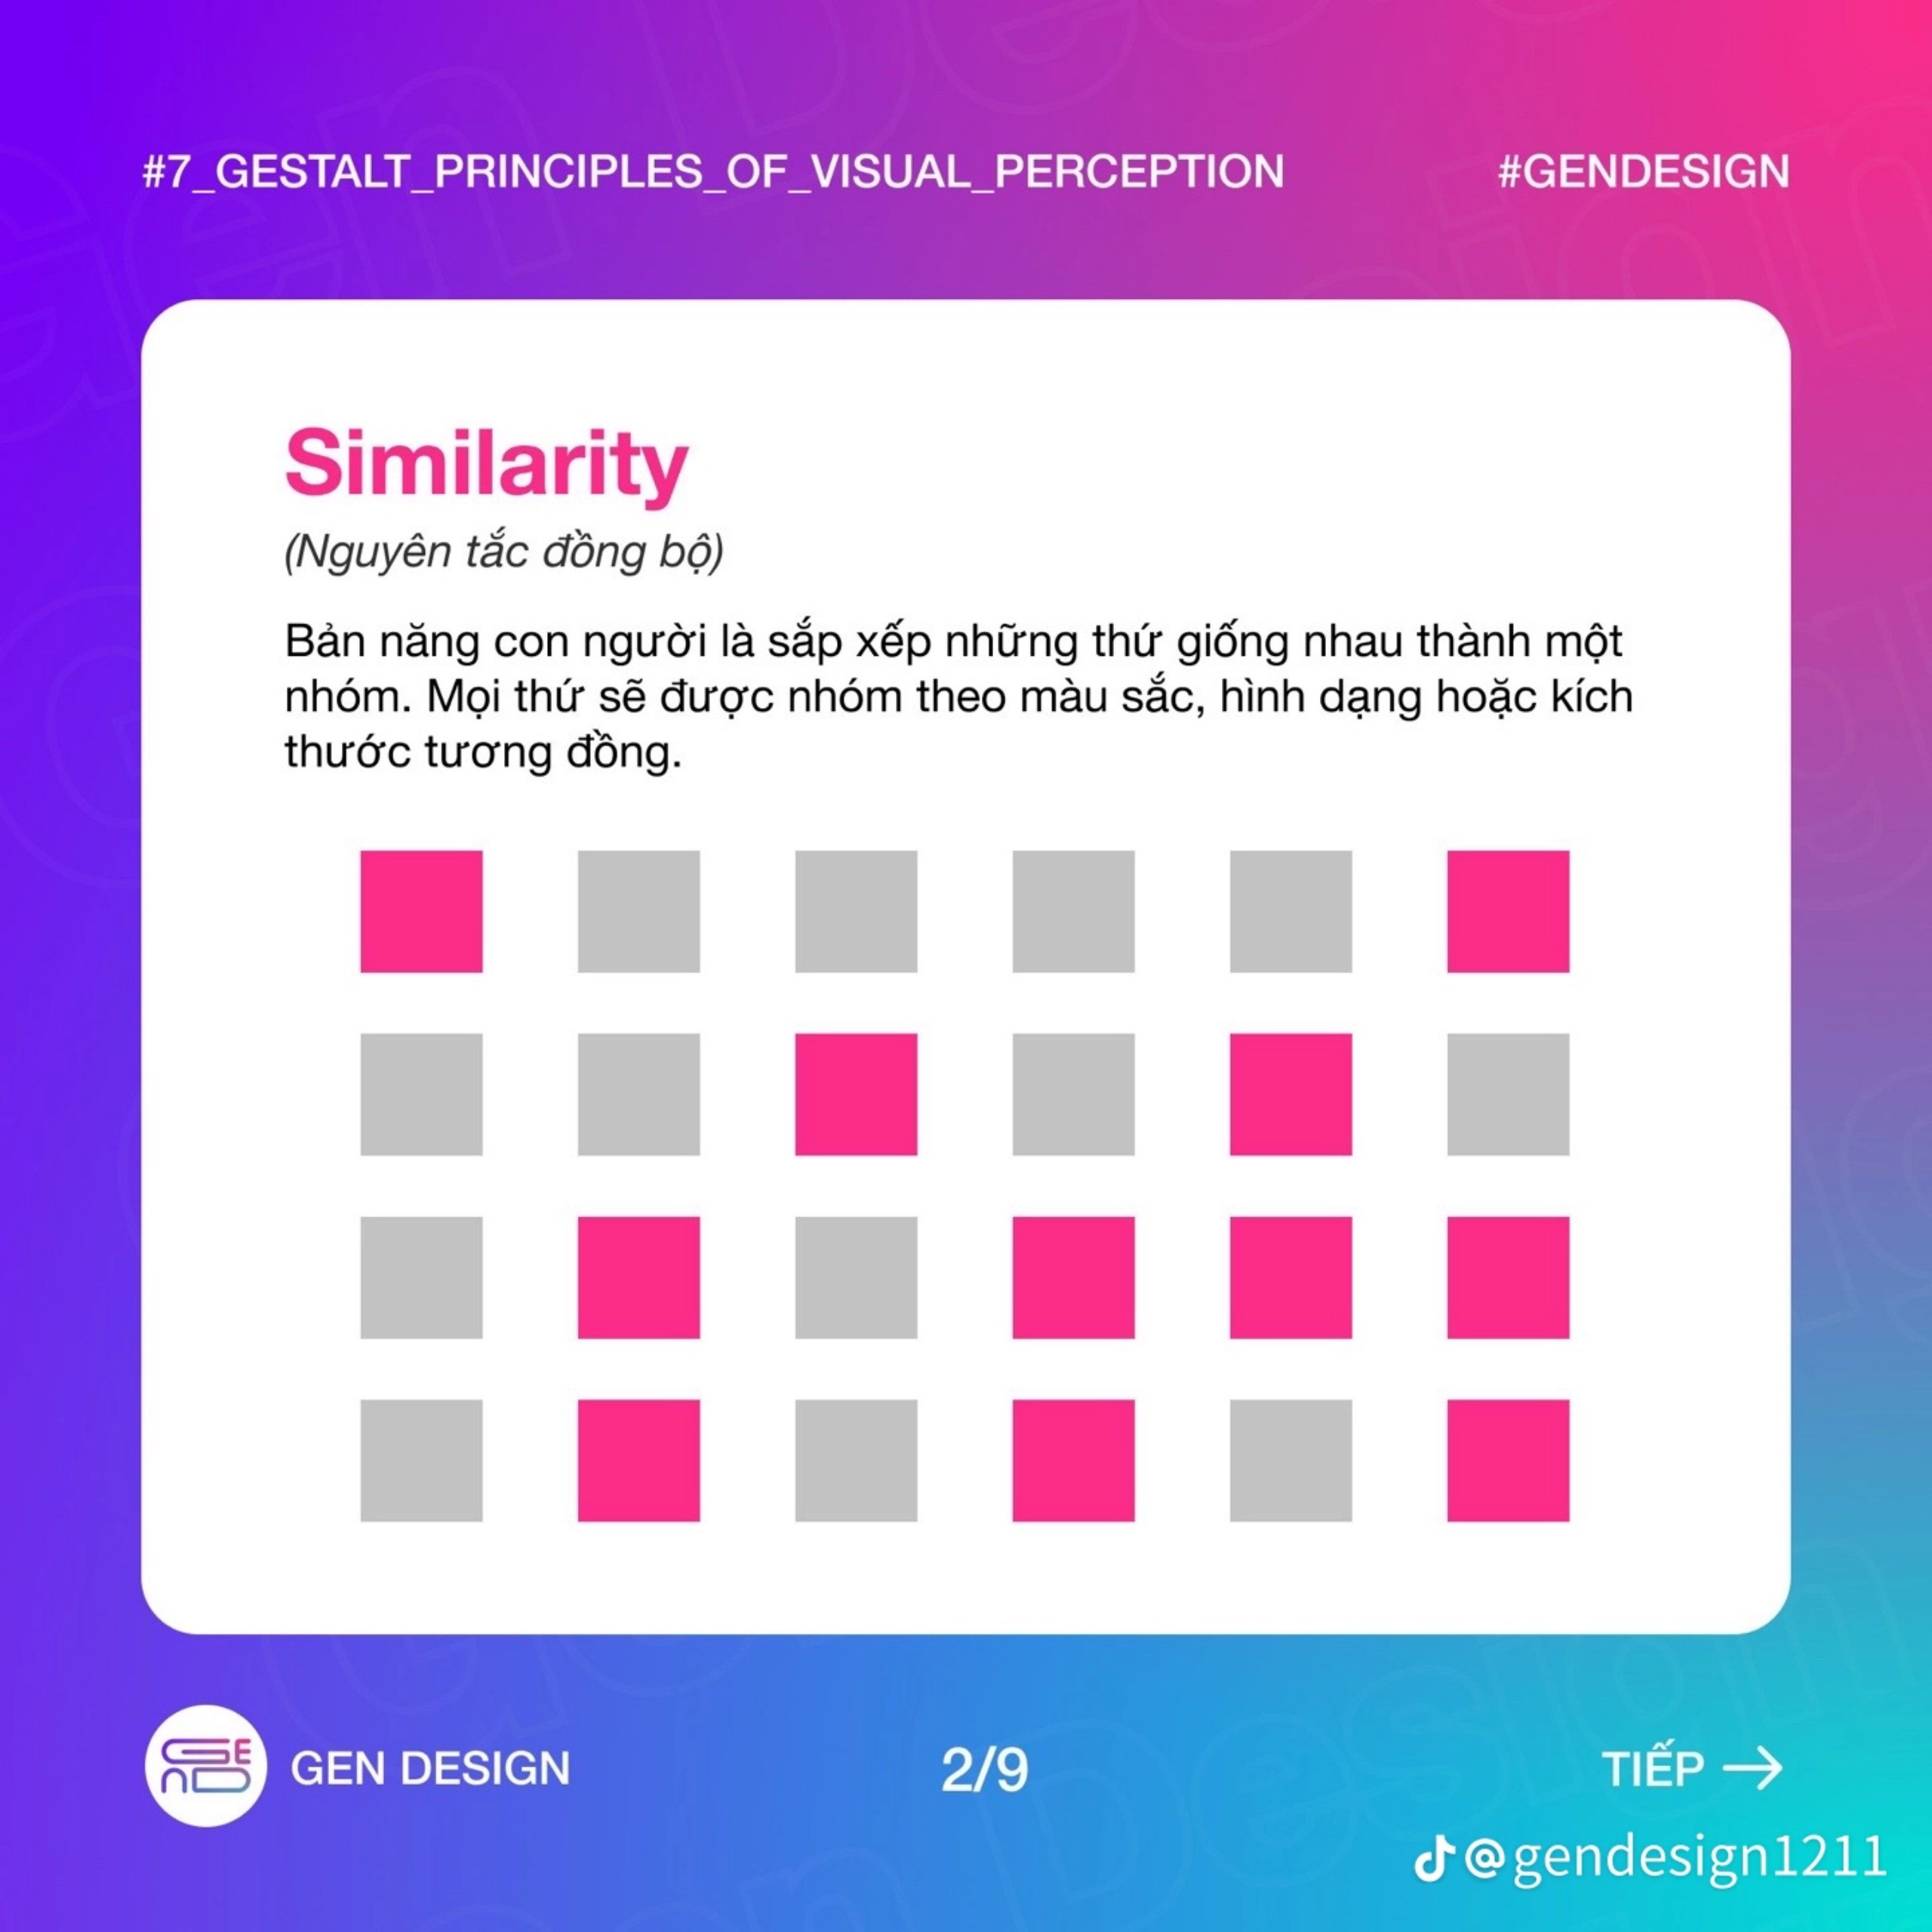 #7_GESTALT_PRINCIPLES_OF_VISUAL_PERCEPTION
#GENDESIGN
Similarity
(Nguyên tắc đồng bộ)
Bản năng con người là sắp xếp những thứ giống nhau thành một
nhóm. Mọi thứ sẽ được nhóm theo màu sắc, hình dạng hoặc kích
thước tương đồng.
GEN DESIGN
2/9
TIẾP →
@gendesign1211